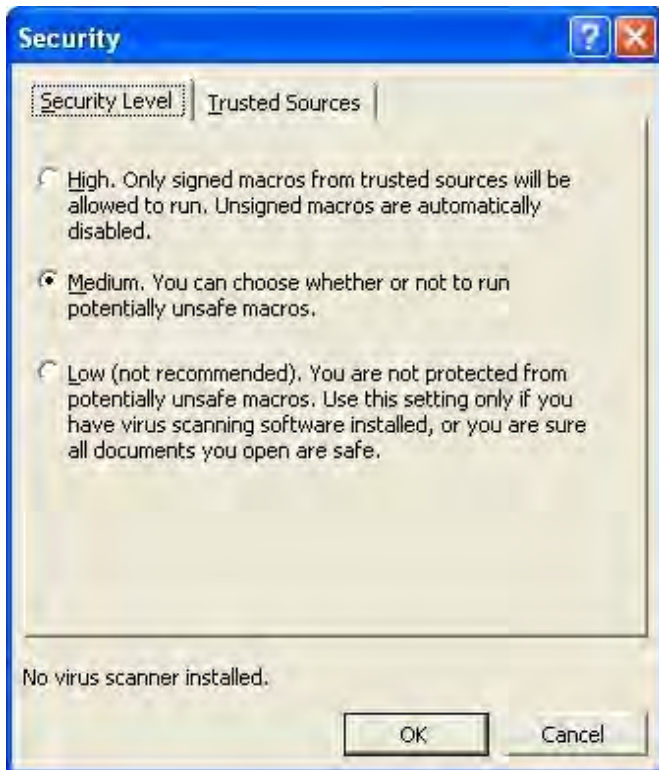 Security
Security Level
Trusted Sources
High. Only signed macros from trusted sources will be
allowed to run. Unsigned macros are automatically
disabled.
Medium. You can choose whether or not to run
potentially unsafe macros.
Low (not recommended). You are not protected from
potentially unsafe macros. Use this setting only if you
have virus scanning software installed, or you are sure
all documents you open are safe.
No virus scanner installed.
OK
Cancel